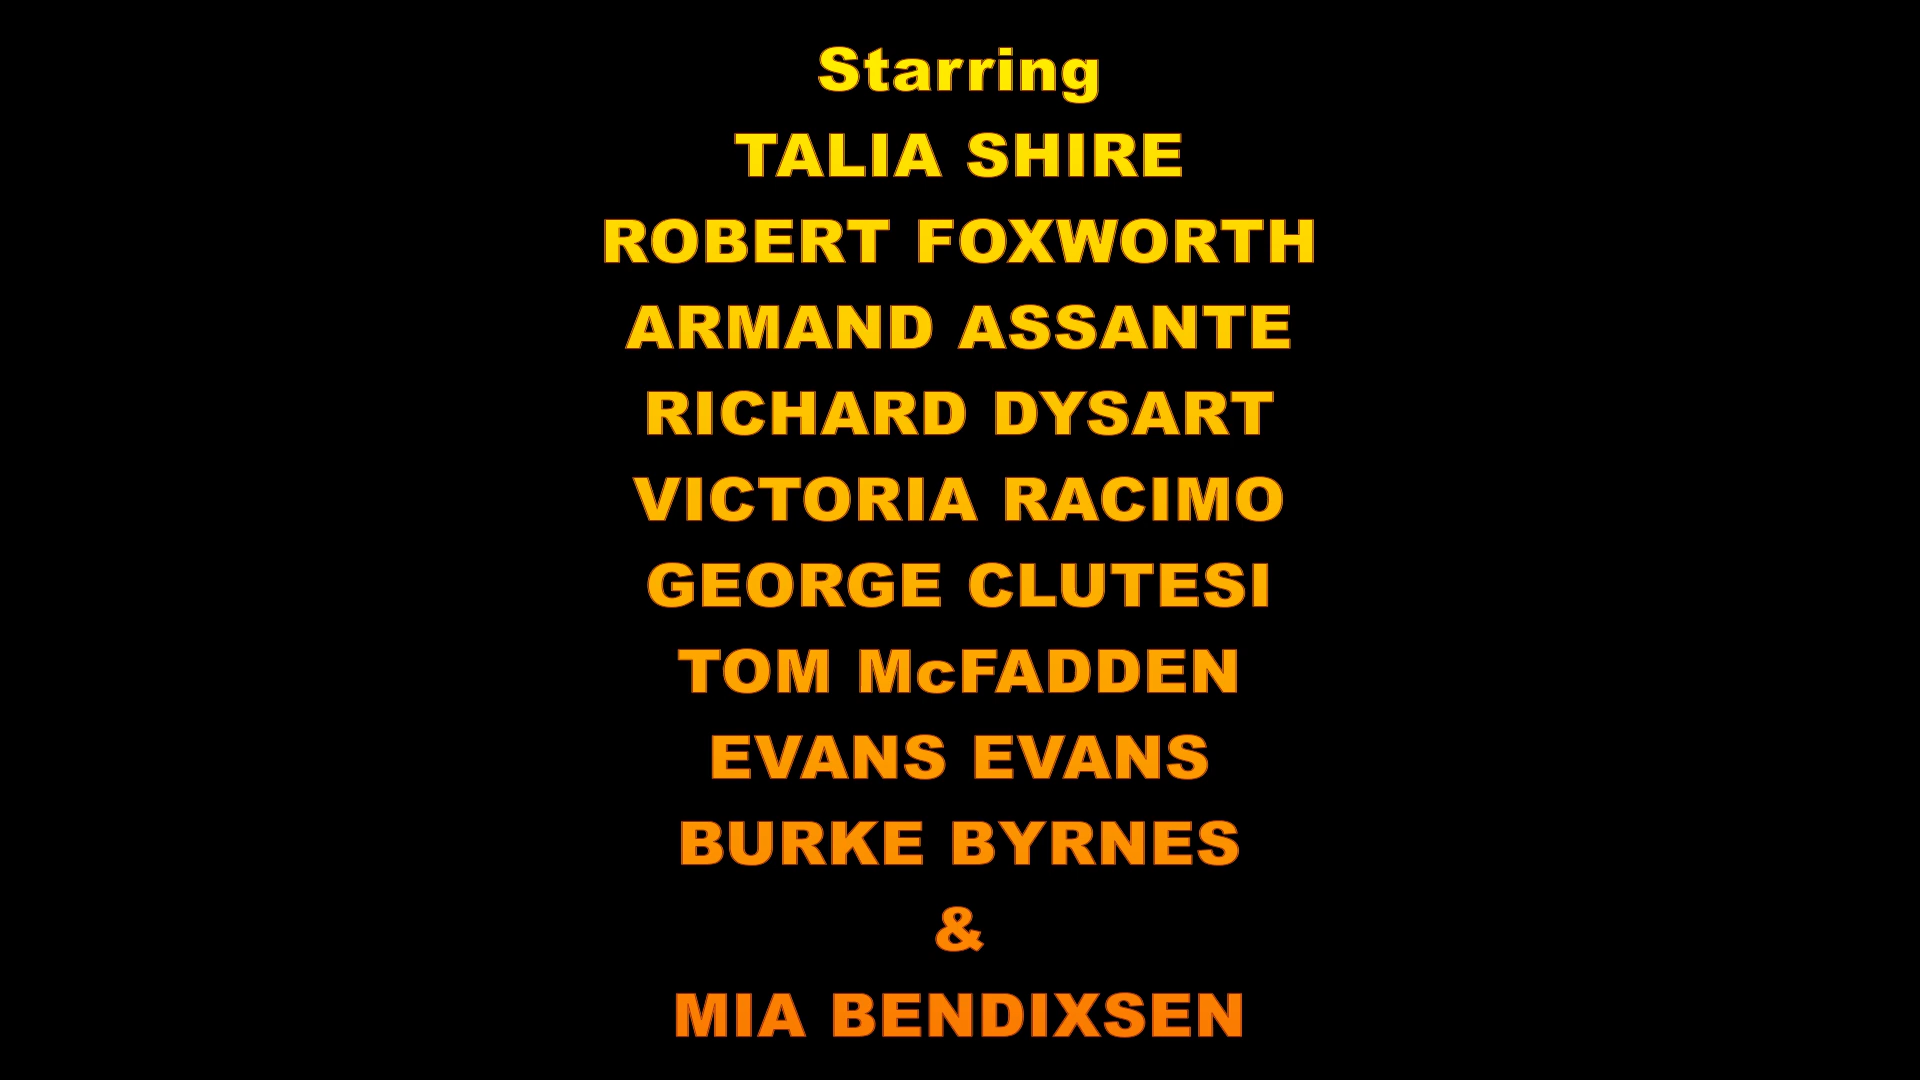 Starring
TALIA SHIRE
ROBERT FOXWORTH
ARMAND ASSANTE
RICHARD DYSART
VICTORIA RACIMO
GEORGE CLUTESI
TOM McFADDEN
EVANS EVANS
BURKE BYRNES
&
MIA BENDIXSEN